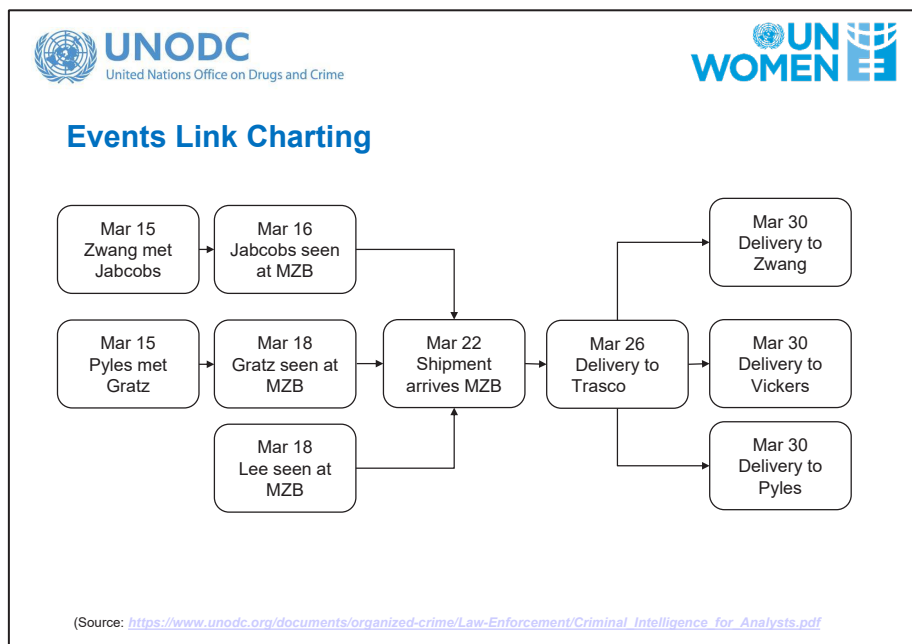 UNODC
United Nations Office on Drugs and Crime
UN
WOMEN
Events Link Charting
Mar 15
Zwang met
Jabcobs
Mar 16
Jabcobs seen
at MZB
Mar 30
Delivery to
Zwang
Mar 15
Pyles met
Gratz
Mar 18
Gratz seen at
MZB
Mar 22
Shipment
arrives MZB
Mar 26
Delivery to
Trasco
Mar 30
Delivery to
Vickers
Mar 18
Lee seen at
MZB
Mar 30
Delivery to
Pyles
(Source: https://www.unodc.org/documents/organized-crime/Law-Enforcement/Criminal_Intelligence_for_Analysts.pdf